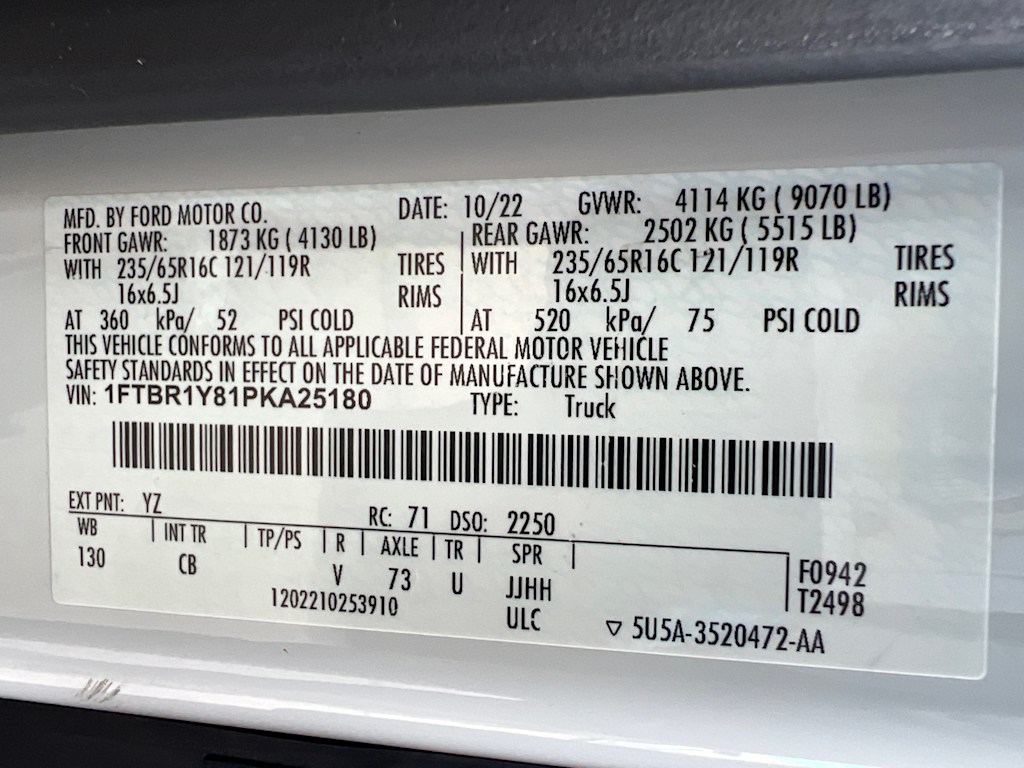 MFD. BY FORD MOTOR CO. DATE: 10/22 GVWR: 4114 KG ( 9070 LB)
FRONT GAWR: 1873 KG ( 4130 LB) REAR GAWR: 2502 KG ( 5515 LB)
WITH 235/65R16C 121/119R TIRES WITH 235/65R16C 121/119R TIRES
16x6.5J RIMS 16x6.5J RIMS
AT 360 kPa/ 52 PSI COLD AT 520 kPa/ 75 PSI COLD
THIS VEHICLE CONFORMS TO ALL APPLICABLE FEDERAL MOTOR VEHICLE
SAFETY STANDARDS IN EFFECT ON THE DATE OF MANUFACTURE SHOWN ABOVE.
VIN: 1FTBR1Y81PKA25180 TYPE: Truck
EXT PNT: YZ RC: 71 DSO: 2250
WB INT TR TP/PS R AXLE TR SPR
130 CB V 73 U JJHH F0942
1202210253910 ULC T2498
5U5A-3520472-AA